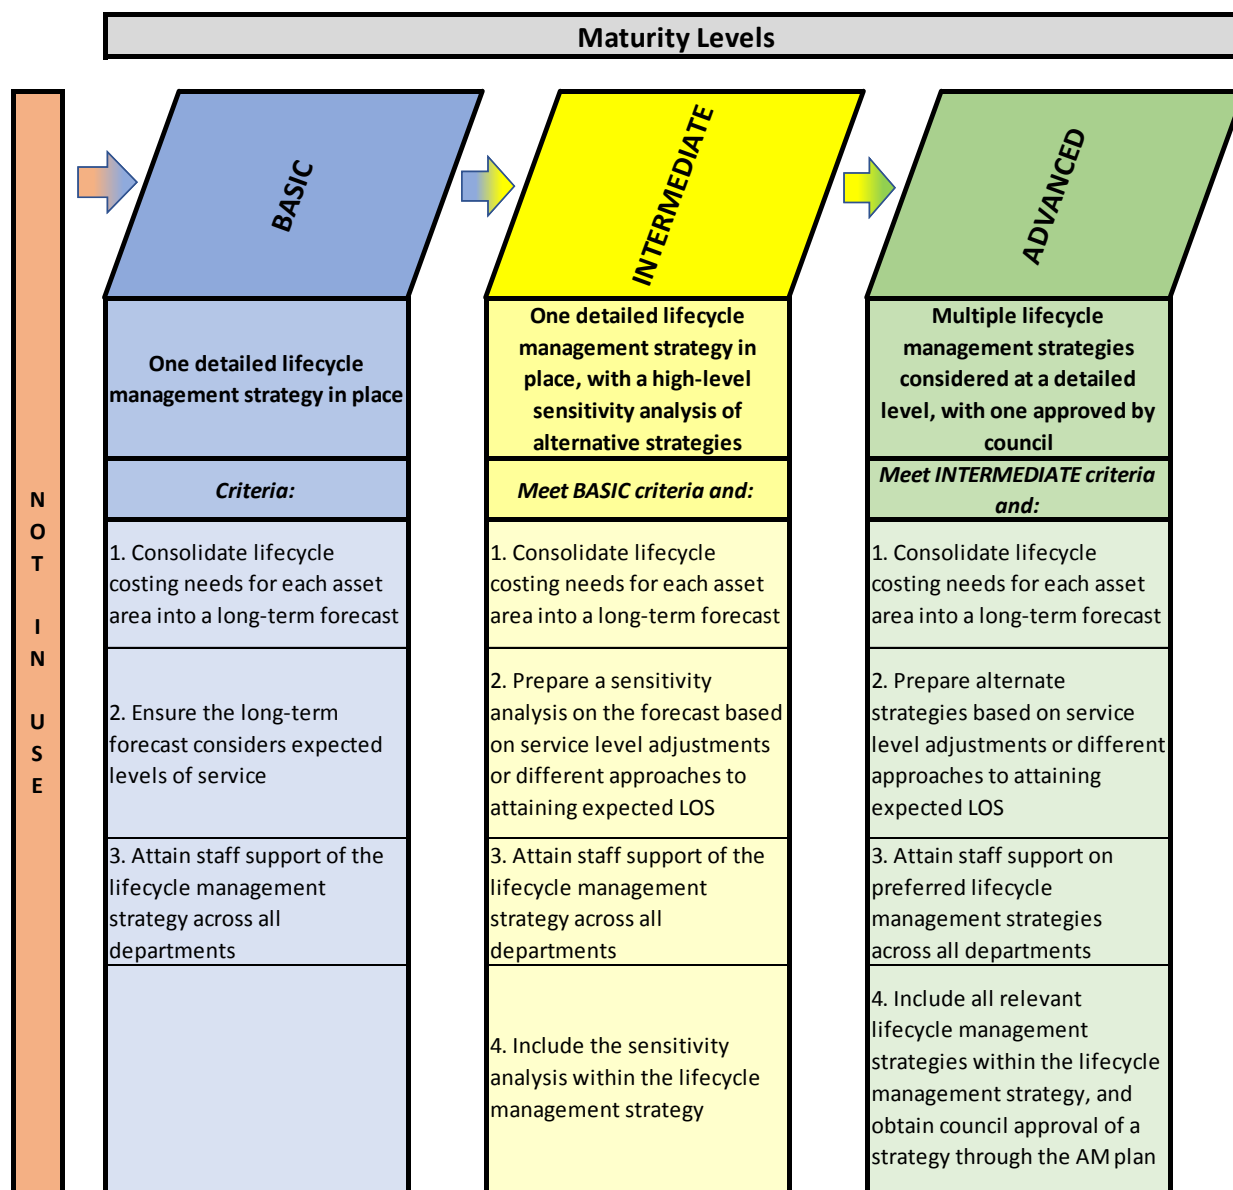 Maturity Levels
NOT IN USE
BASIC
INTERMEDIATE
ADVANCED
One detailed lifecycle
management strategy in place
One detailed lifecycle
management strategy in
place, with a high-level
sensitivity analysis of
alternative strategies
Multiple lifecycle
management strategies
considered at a detailed
level, with one approved by
council
Criteria:
Meet BASIC criteria and:
Meet INTERMEDIATE criteria
and:
1. Consolidate lifecycle
costing needs for each asset
area into a long-term forecast
1. Consolidate lifecycle
costing needs for each asset
area into a long-term forecast
1. Consolidate lifecycle
costing needs for each asset
area into a long-term forecast
2. Ensure the long-term
forecast considers expected
levels of service
2. Prepare a sensitivity
analysis on the forecast based
on service level adjustments
or different approaches to
attaining expected LOS
2. Prepare alternate
strategies based on service
level adjustments or different
approaches to attaining
expected LOS
3. Attain staff support of the
lifecycle management
strategy across all
departments
3. Attain staff support of the
lifecycle management
strategy across all
departments
3. Attain staff support on
preferred lifecycle
management strategies
across all departments
4. Include the sensitivity
analysis within the lifecycle
management strategy
4. Include all relevant
lifecycle management
strategies within the lifecycle
management strategy, and
obtain council approval of a
strategy through the AM plan